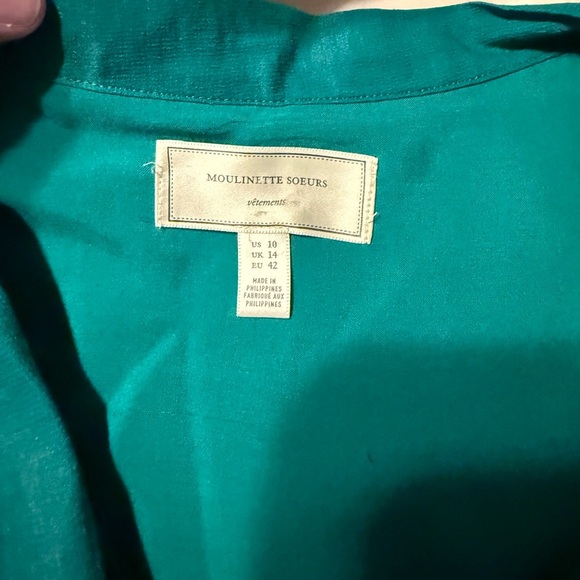 MOULINETTE SOEURS
vêtements
US 10
UK 14
EU 42
MADE IN
PHILIPPINES
FABRIQUÉ AUX
PHILIPPINES